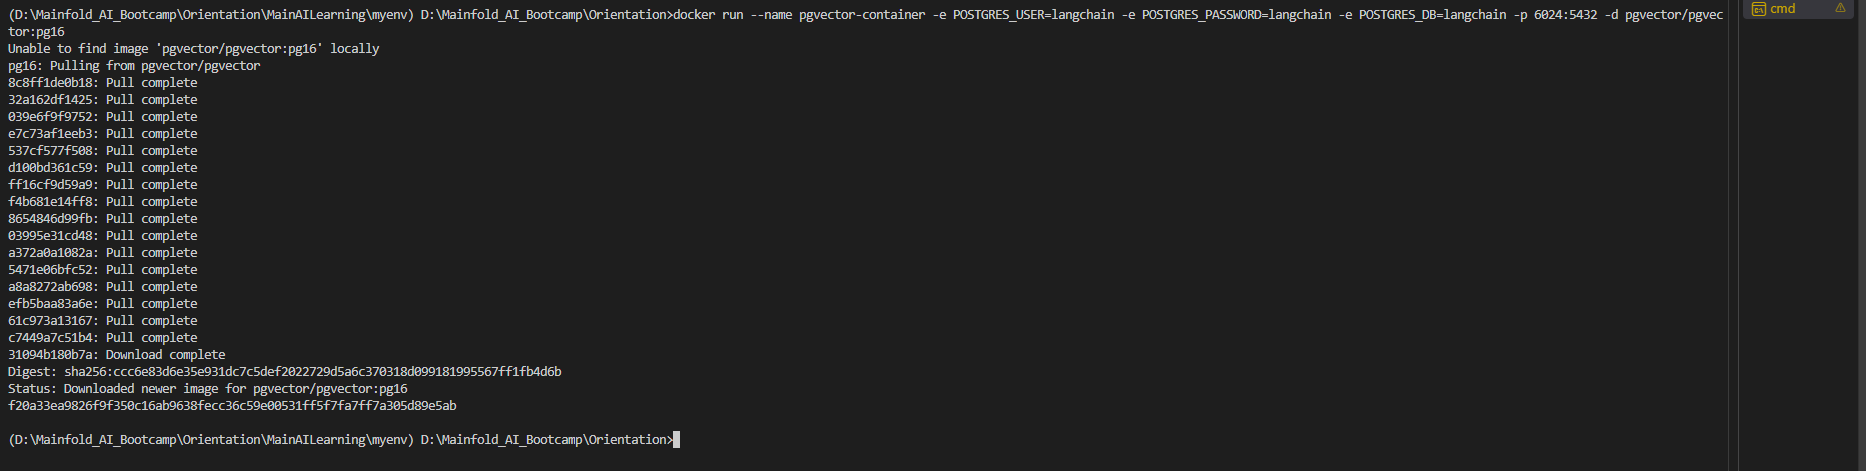 (D:\Mainfold_AI_Bootcamp\Orientation\MainAILearning\myenv) D:\Mainfold_AI_Bootcamp\Orientation>docker run --name pgvector-container -e POSTGRES_USER=langchain -e POSTGRES_PASSWORD=langchain -e POSTGRES_DB=langchain -p 6024:5432 -d pgvector/pgvec
tor:pg16
Unable to find image 'pgvector/pgvector:pg16' locally
pg16: Pulling from pgvector/pgvector
8c8ff1de0b18: Pull complete
32a162df1425: Pull complete
039e6f9f9752: Pull complete
e7c73af1eeb3: Pull complete
537cf577f508: Pull complete
d100bd361c59: Pull complete
ff16cf9d59a9: Pull complete
f4b681e14ff8: Pull complete
8654846d99fb: Pull complete
03995e31cd48: Pull complete
a372a0a1082a: Pull complete
5471e06bfc52: Pull complete
a8a8272ab698: Pull complete
efb5baa83a6e: Pull complete
61c973a13167: Pull complete
c7449a7c51b4: Pull complete
31094b180b7a: Download complete
Digest: sha256:ccc6e83d6e35e931dc7c5def2022729d5a6c370318d099181995567ff1fb4d6b
Status: Downloaded newer image for pgvector/pgvector:pg16
f20a33ea9826f9f350c16ab9638fecc36c59e00531ff5f7fa7ff7a305d89e5ab
(D:\Mainfold_AI_Bootcamp\Orientation\MainAILearning\myenv) D:\Mainfold_AI_Bootcamp\Orientation>
cmd